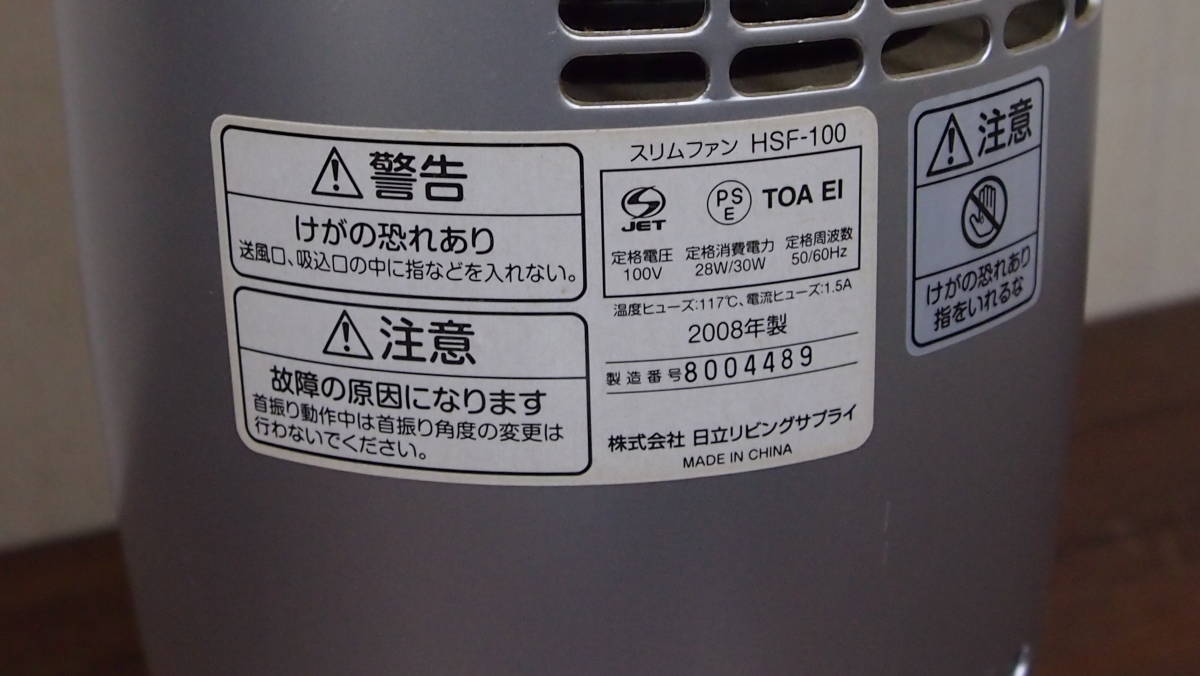 警告
けがの恐れあり
送風口、吸込口の中に指などを入れない。
注意
故障の原因になります
首振り動作中は首振り角度の変更は
行わないでください。
スリムファン HSF-100
JET PS E TOA EI
定格電圧 定格消費電力 定格周波数
100V 28W/30W 50/60Hz
温度ヒューズ:117℃、電流ヒューズ:1.5A
2008年製
製造番号 8004489
株式会社 日立リビングサプライ
MADE IN CHINA
注意
けがの恐れあり
指をいれるな